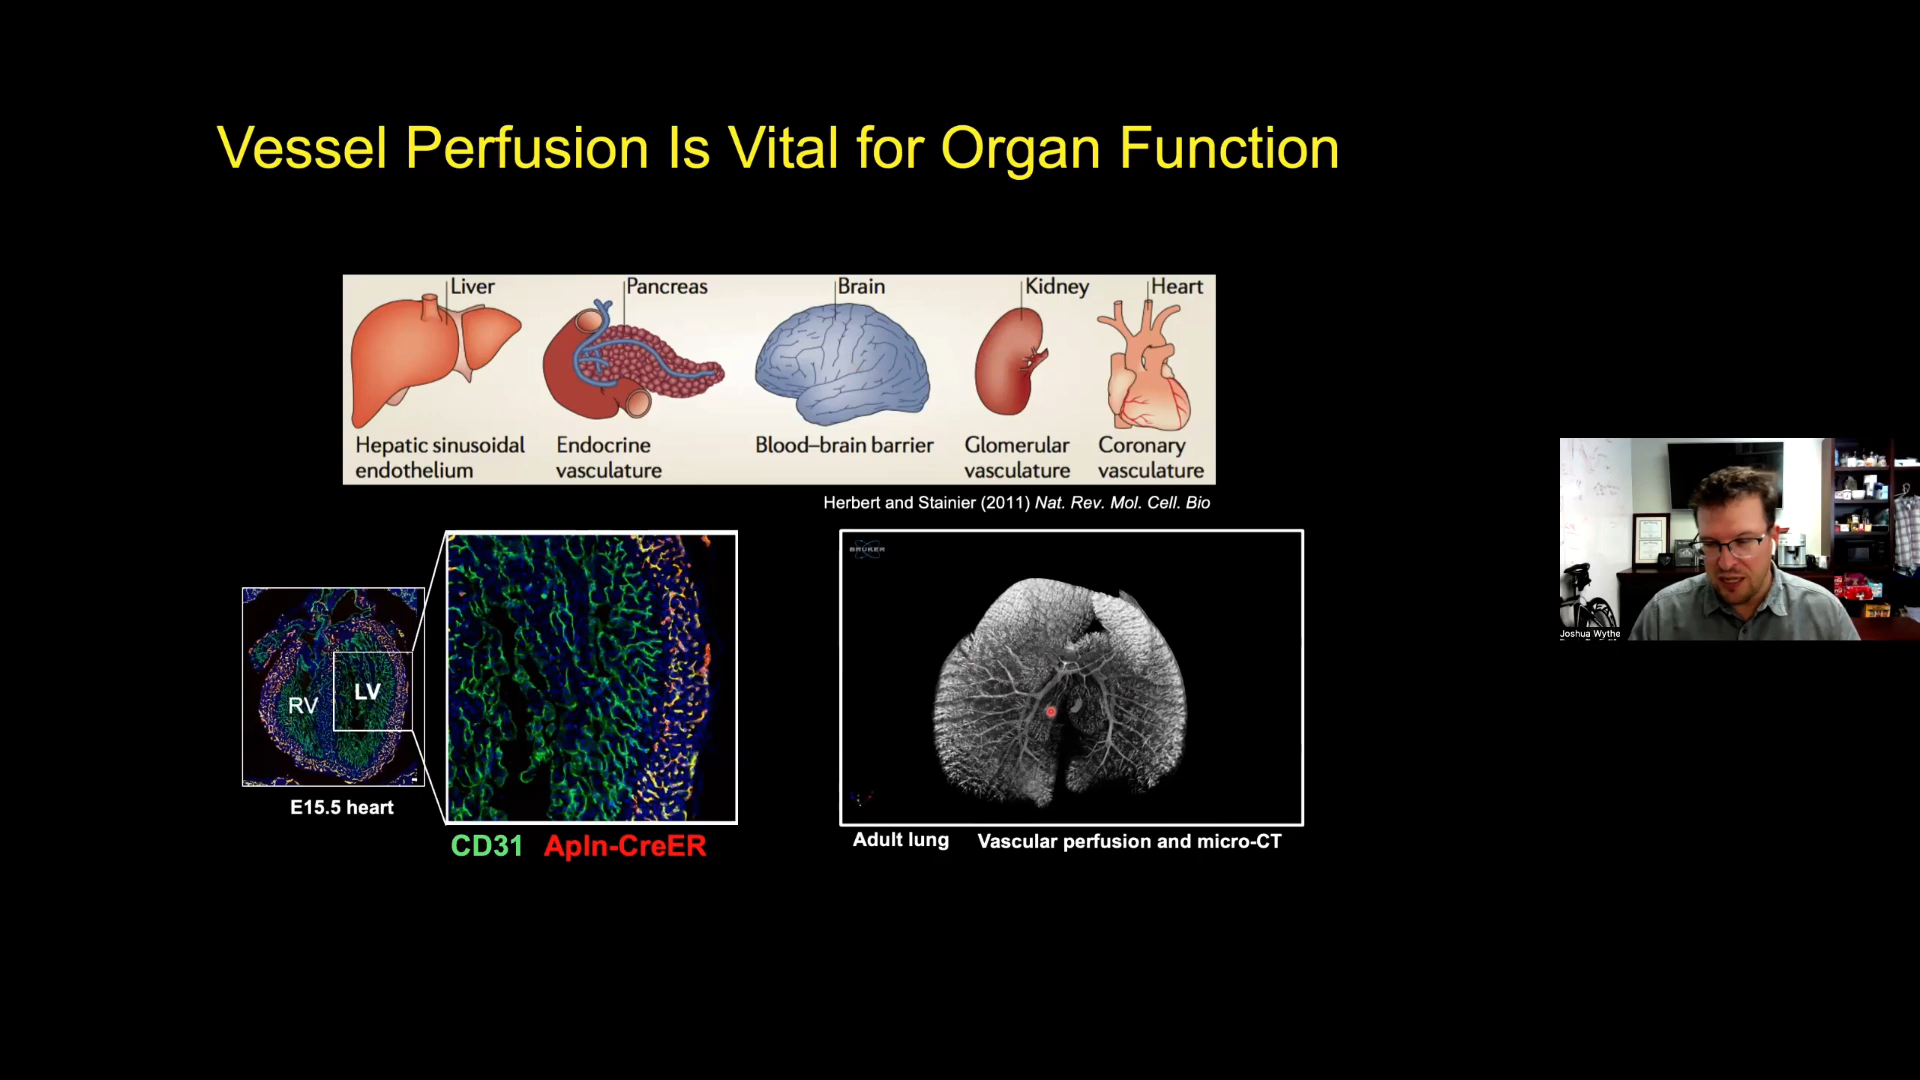 Vessel Perfusion Is Vital for Organ Function
Liver
Pancreas
Brain
Kidney
Heart
Hepatic sinusoidal
endothelium
Endocrine
vasculature
Blood–brain barrier
Glomerular
vasculature
Coronary
vasculature
Herbert and Stainier (2011) Nat. Rev. Mol. Cell. Bio
RV
LV
E15.5 heart
CD31 Apln-CreER
BRUKER
Adult lung
Vascular perfusion and micro-CT
Joshua Wythe